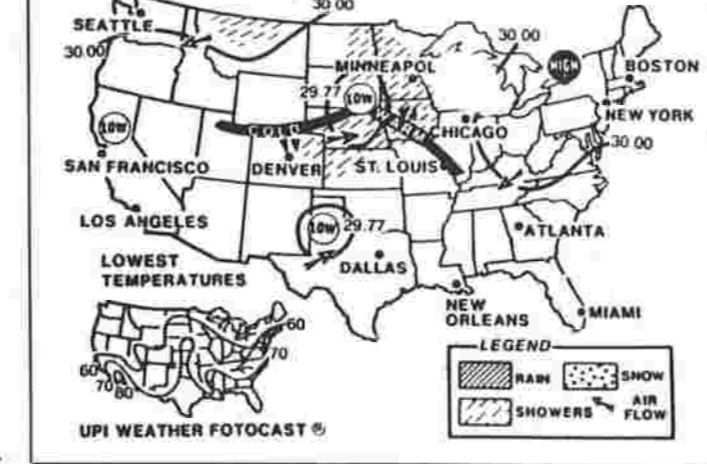 30.00
SEATTLE
30.00
30.00
HIGH
MINNEAPOL
BOSTON
29.77
LOW
NEW YORK
LOW
CHICAGO
30.00
SAN FRANCISCO
DENVER
ST. LOUIS
LOS ANGELES
LOW
29.77
ATLANTA
LOWEST
TEMPERATURES
DALLAS
NEW
ORLEANS
MIAMI
60
70
60
70
80
LEGEND
RAIN
SNOW
SHOWERS
AIR
FLOW
UPI WEATHER FOTOCAST ®